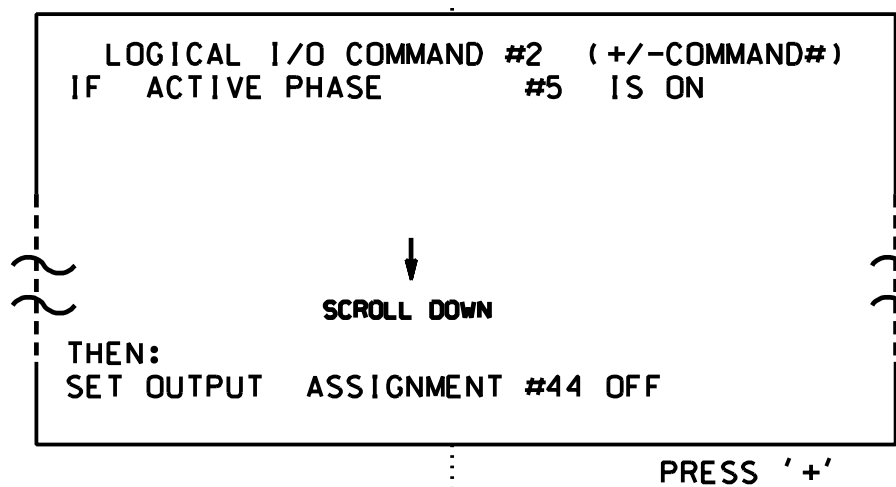 LOGICAL I/O COMMAND #2 (+/-COMMAND#)
IF ACTIVE PHASE #5 IS ON
SCROLL DOWN
THEN:
SET OUTPUT ASSIGNMENT #44 OFF
PRESS '+'